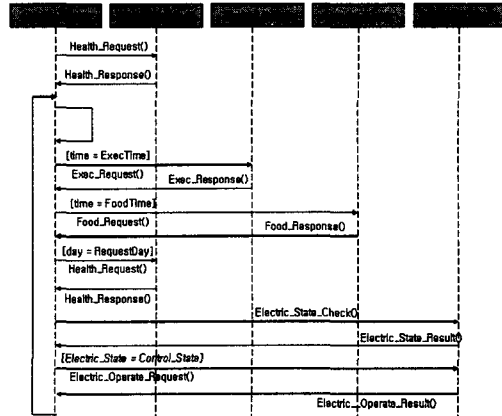 Health_Request()
Health_Response()
[time = ExecTime]
Exec_Request()
Exec_Response()
[time = FoodTime]
Food_Request()
Food_Response()
[day = RequestDay]
Health_Request()
Health_Response()
Electric_State_Check()
Electric_State_Result()
[Electric_State = Control_State]
Electric_Operate_Request()
Electric_Operate_Result()